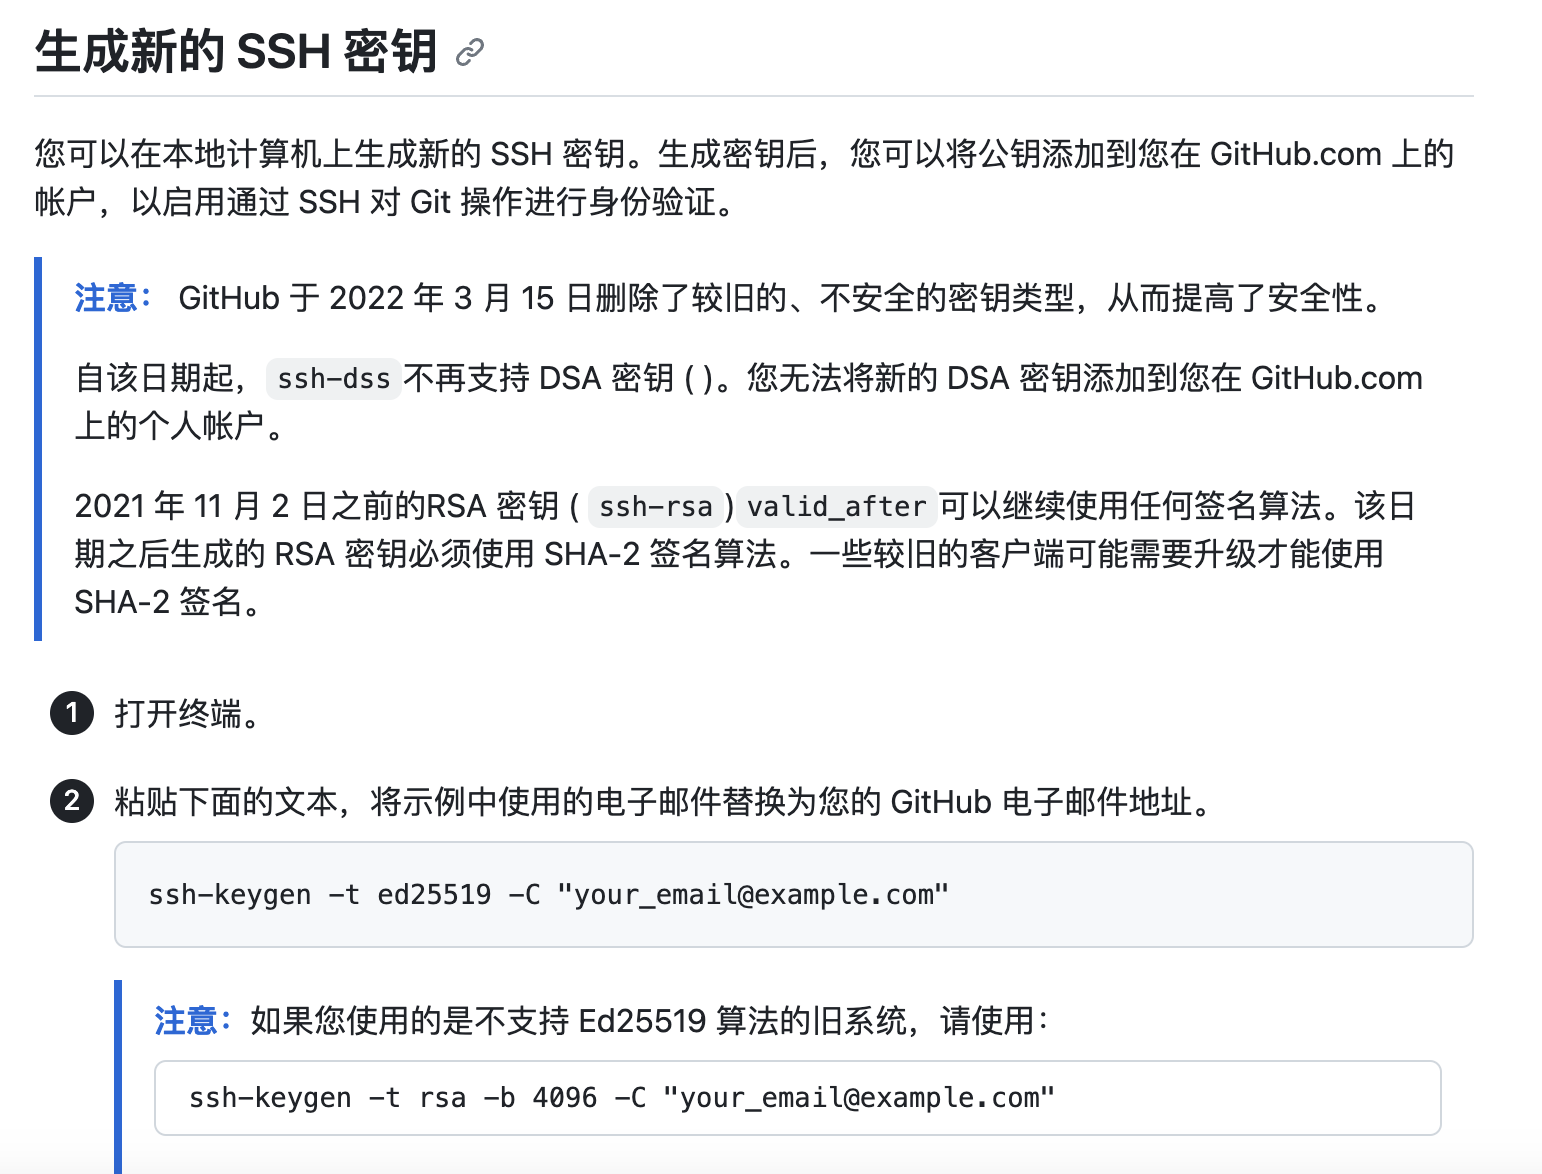 生成新的 SSH 密钥
您可以在本地计算机上生成新的 SSH 密钥。生成密钥后，您可以将公钥添加到您在 GitHub.com 上的
帐户，以启用通过 SSH 对 Git 操作进行身份验证。
注意： GitHub 于 2022 年 3 月 15 日删除了较旧的、不安全的密钥类型，从而提高了安全性。
自该日期起，ssh-dss不再支持 DSA 密钥 ( )。您无法将新的 DSA 密钥添加到您在 GitHub.com
上的个人帐户。
2021 年 11 月 2 日之前的RSA 密钥 ( ssh-rsa)valid_after可以继续使用任何签名算法。该日
期之后生成的 RSA 密钥必须使用 SHA-2 签名算法。一些较旧的客户端可能需要升级才能使用
SHA-2 签名。
1 打开终端。
2 粘贴下面的文本，将示例中使用的电子邮件替换为您的 GitHub 电子邮件地址。
ssh-keygen -t ed25519 -C "your_email@example.com"
注意：如果您使用的是不支持 Ed25519 算法的旧系统，请使用：
ssh-keygen -t rsa -b 4096 -C "your_email@example.com"